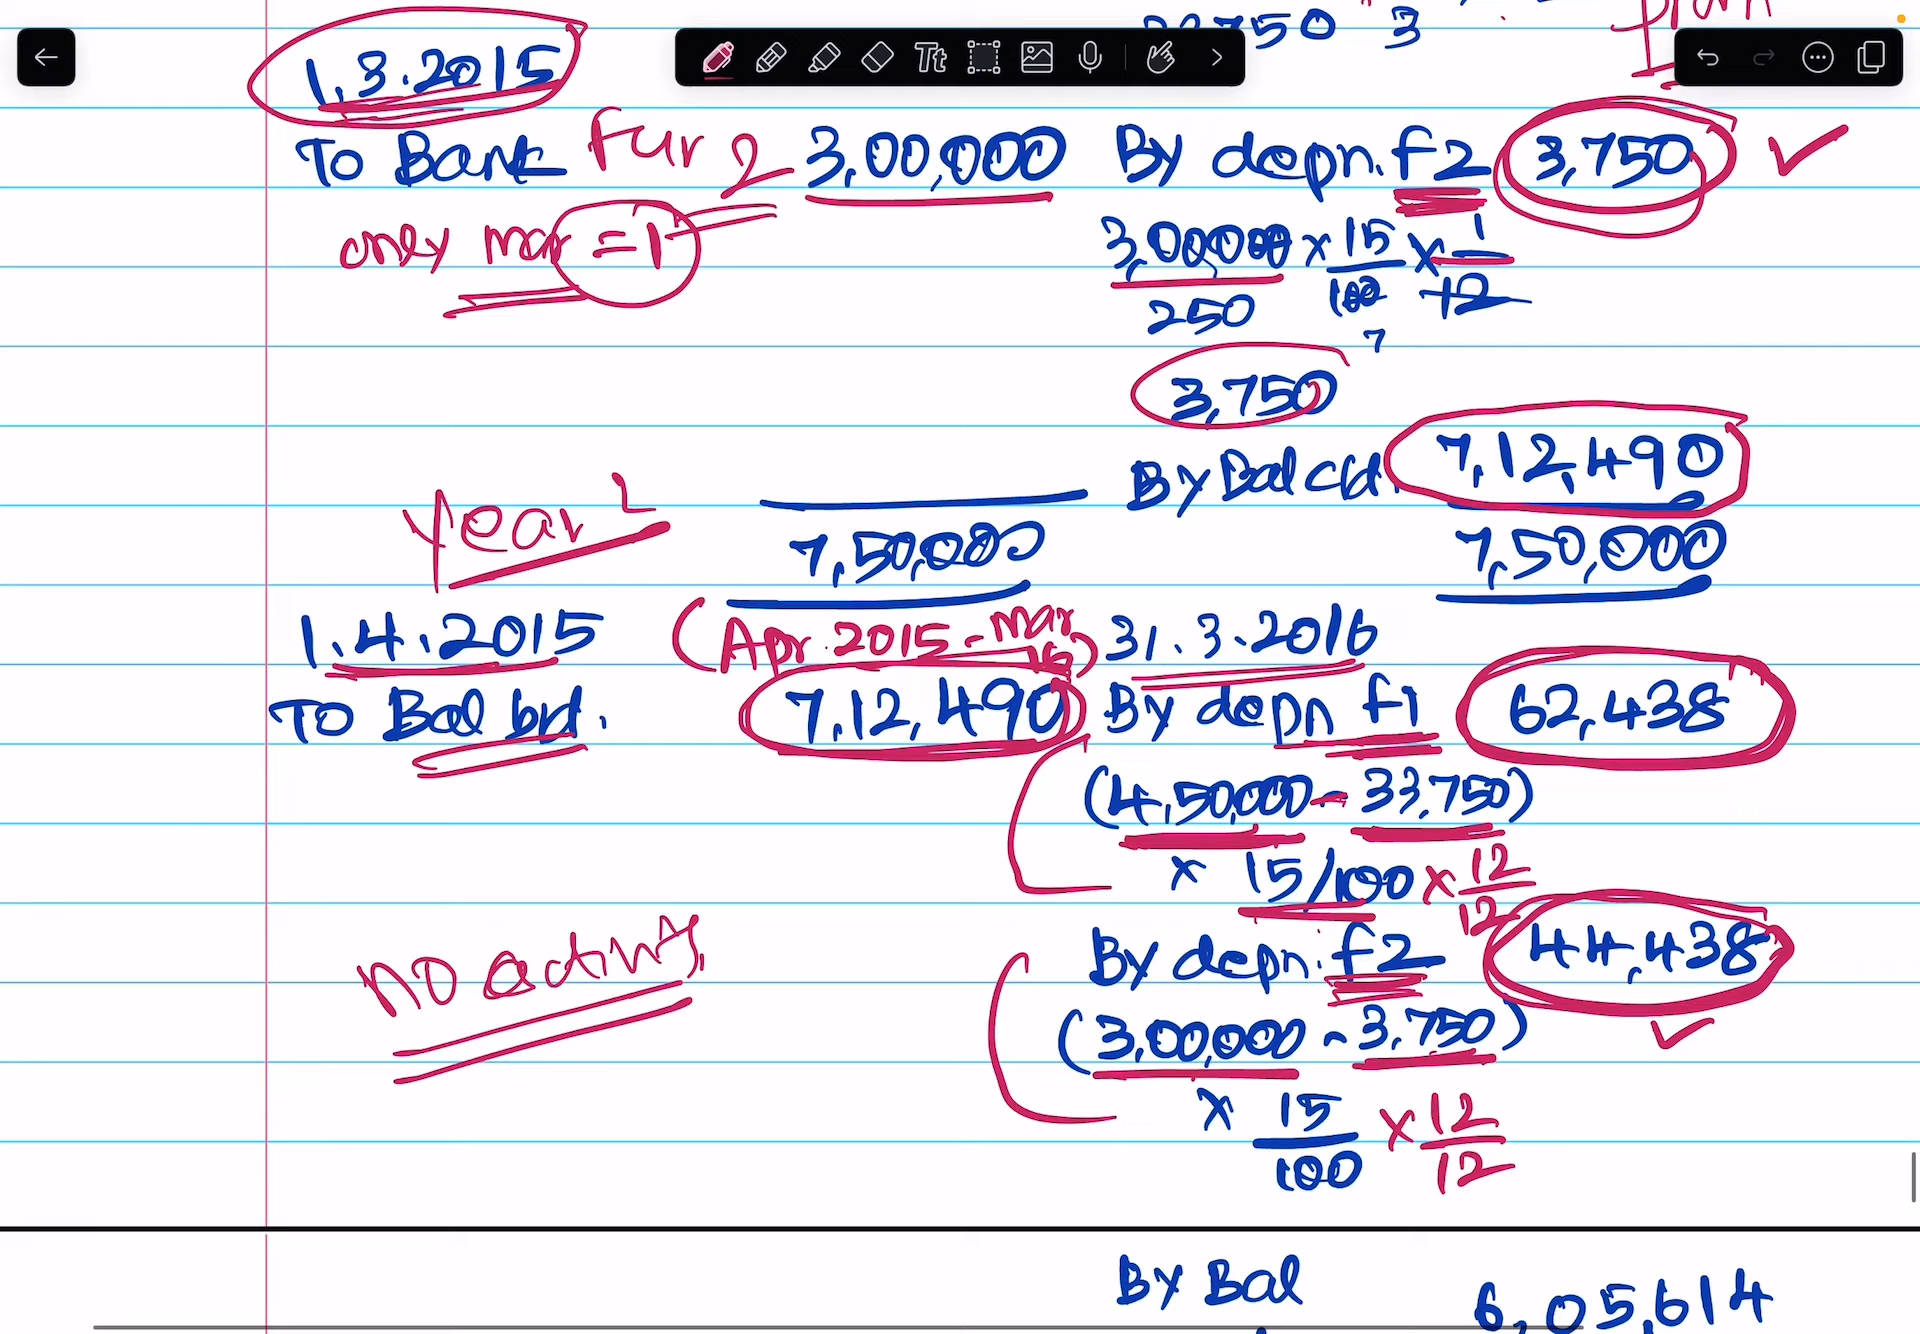 750 3
1.3.2015
Tt
To Bank Fur 2 3,00,000 By depn. f2 3,750 ✓
only mar = 1 3,00,000 × 15/100 × 1/12
250
3,750
By Bal c/d. 7,12,490
year 2 7,50,000 7,50,000
1.4.2015 (Apr. 2015 - mar 16) 31.3.2016
To Bal b/d. 7,12,490 By depn f1 62,438
(4,50,000 - 33,750)
× 15/100 × 12/12
no activity By depn. f2 44,438 ✓
(3,00,000 - 3,750)
× 15/100 × 12/12
By Bal 6,05,614